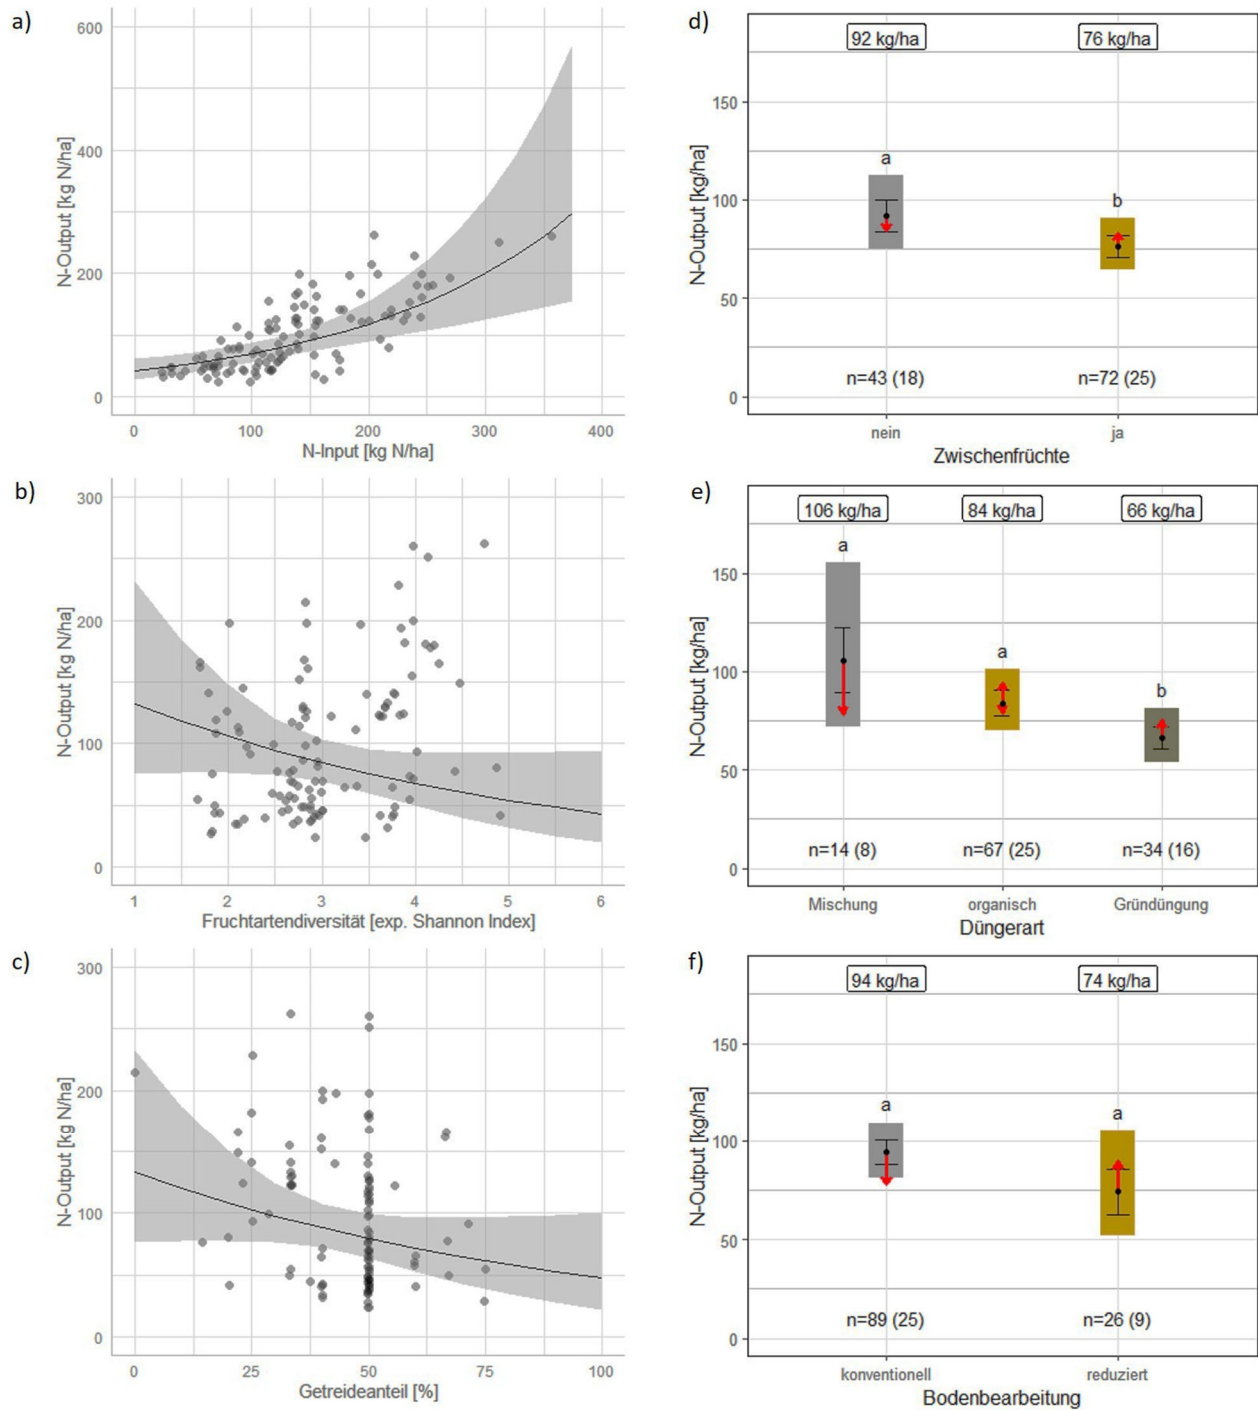 a)
600
400
200
0
N-Output [kg N/ha]
0 100 200 300 400
N-Input [kg N/ha]
b)
300
200
100
0
N-Output [kg N/ha]
1 2 3 4 5 6
Fruchtartendiversität [exp. Shannon Index]
c)
300
200
100
0
N-Output [kg N/ha]
0 25 50 75 100
Getreideanteil [%]
d)
92 kg/ha 76 kg/ha
150
100
50
0
N-Output [kg/ha]
a
b
n=43 (18) n=72 (25)
nein ja
Zwischenfrüchte
e)
106 kg/ha 84 kg/ha 66 kg/ha
150
100
50
0
N-Output [kg/ha]
a
a
b
n=14 (8) n=67 (25) n=34 (16)
Mischung organisch Gründüngung
Düngerart
f)
94 kg/ha 74 kg/ha
150
100
50
0
N-Output [kg/ha]
a a
n=89 (25) n=26 (9)
konventionell reduziert
Bodenbearbeitung